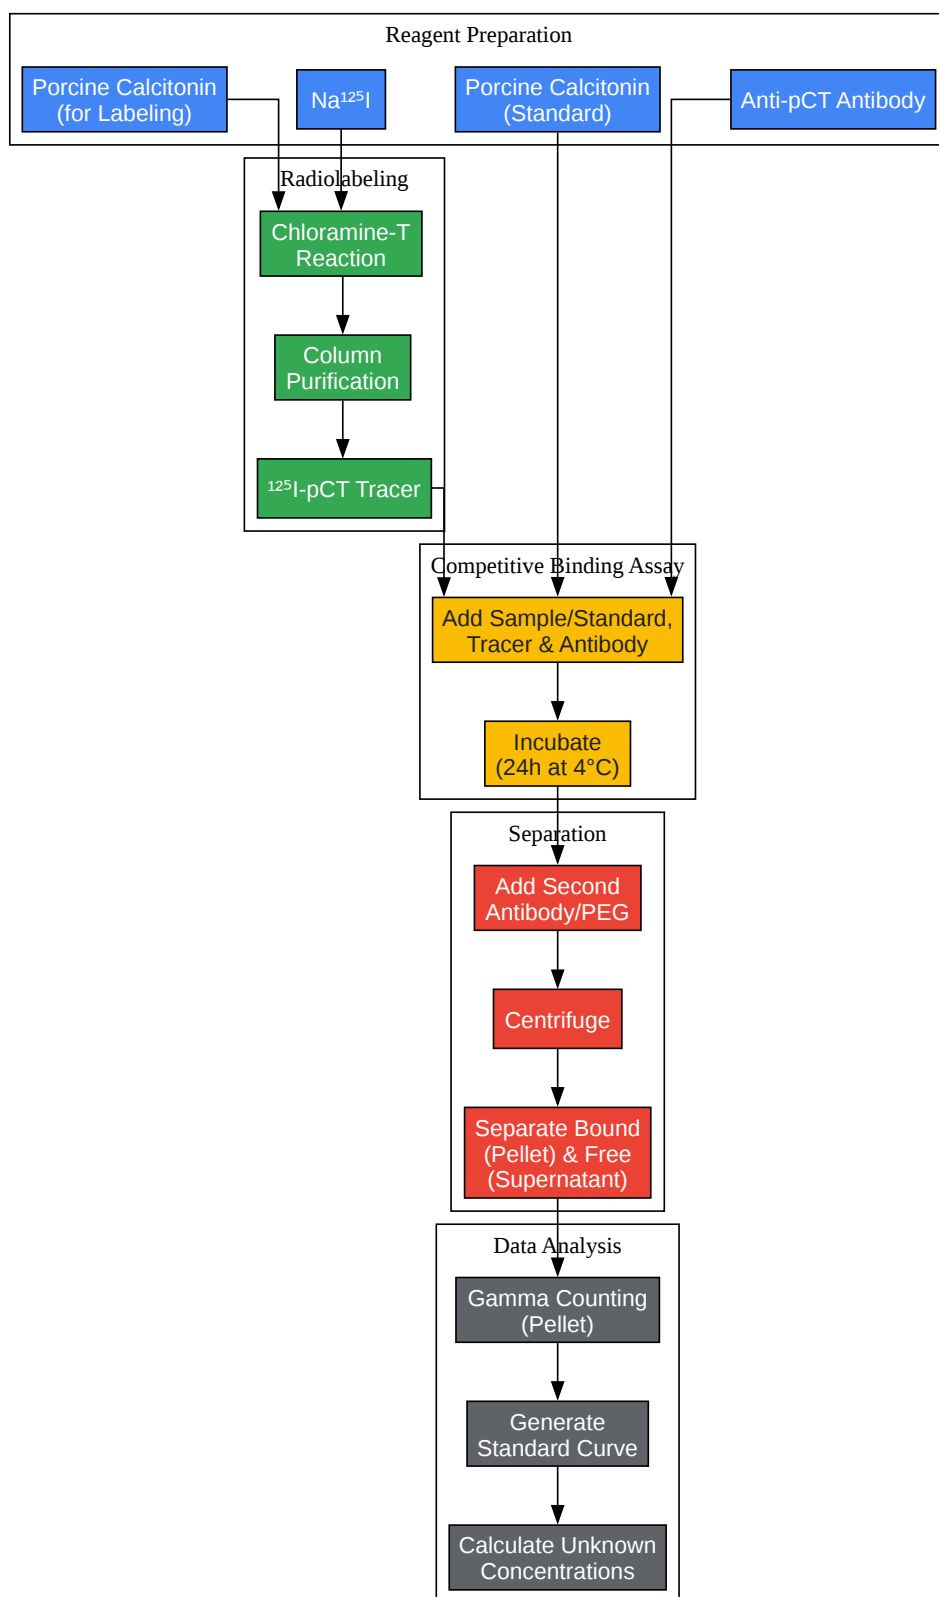 Reagent Preparation
Porcine Calcitonin
(for Labeling)
Na¹²⁵I
Porcine Calcitonin
(Standard)
Anti-pCT Antibody
Radiolabeling
Chloramine-T
Reaction
Column
Purification
¹²⁵I-pCT Tracer
Competitive Binding Assay
Add Sample/Standard,
Tracer & Antibody
Incubate
(24h at 4°C)
Separation
Add Second
Antibody/PEG
Centrifuge
Separate Bound
(Pellet) & Free
(Supernatant)
Data Analysis
Gamma Counting
(Pellet)
Generate
Standard Curve
Calculate Unknown
Concentrations